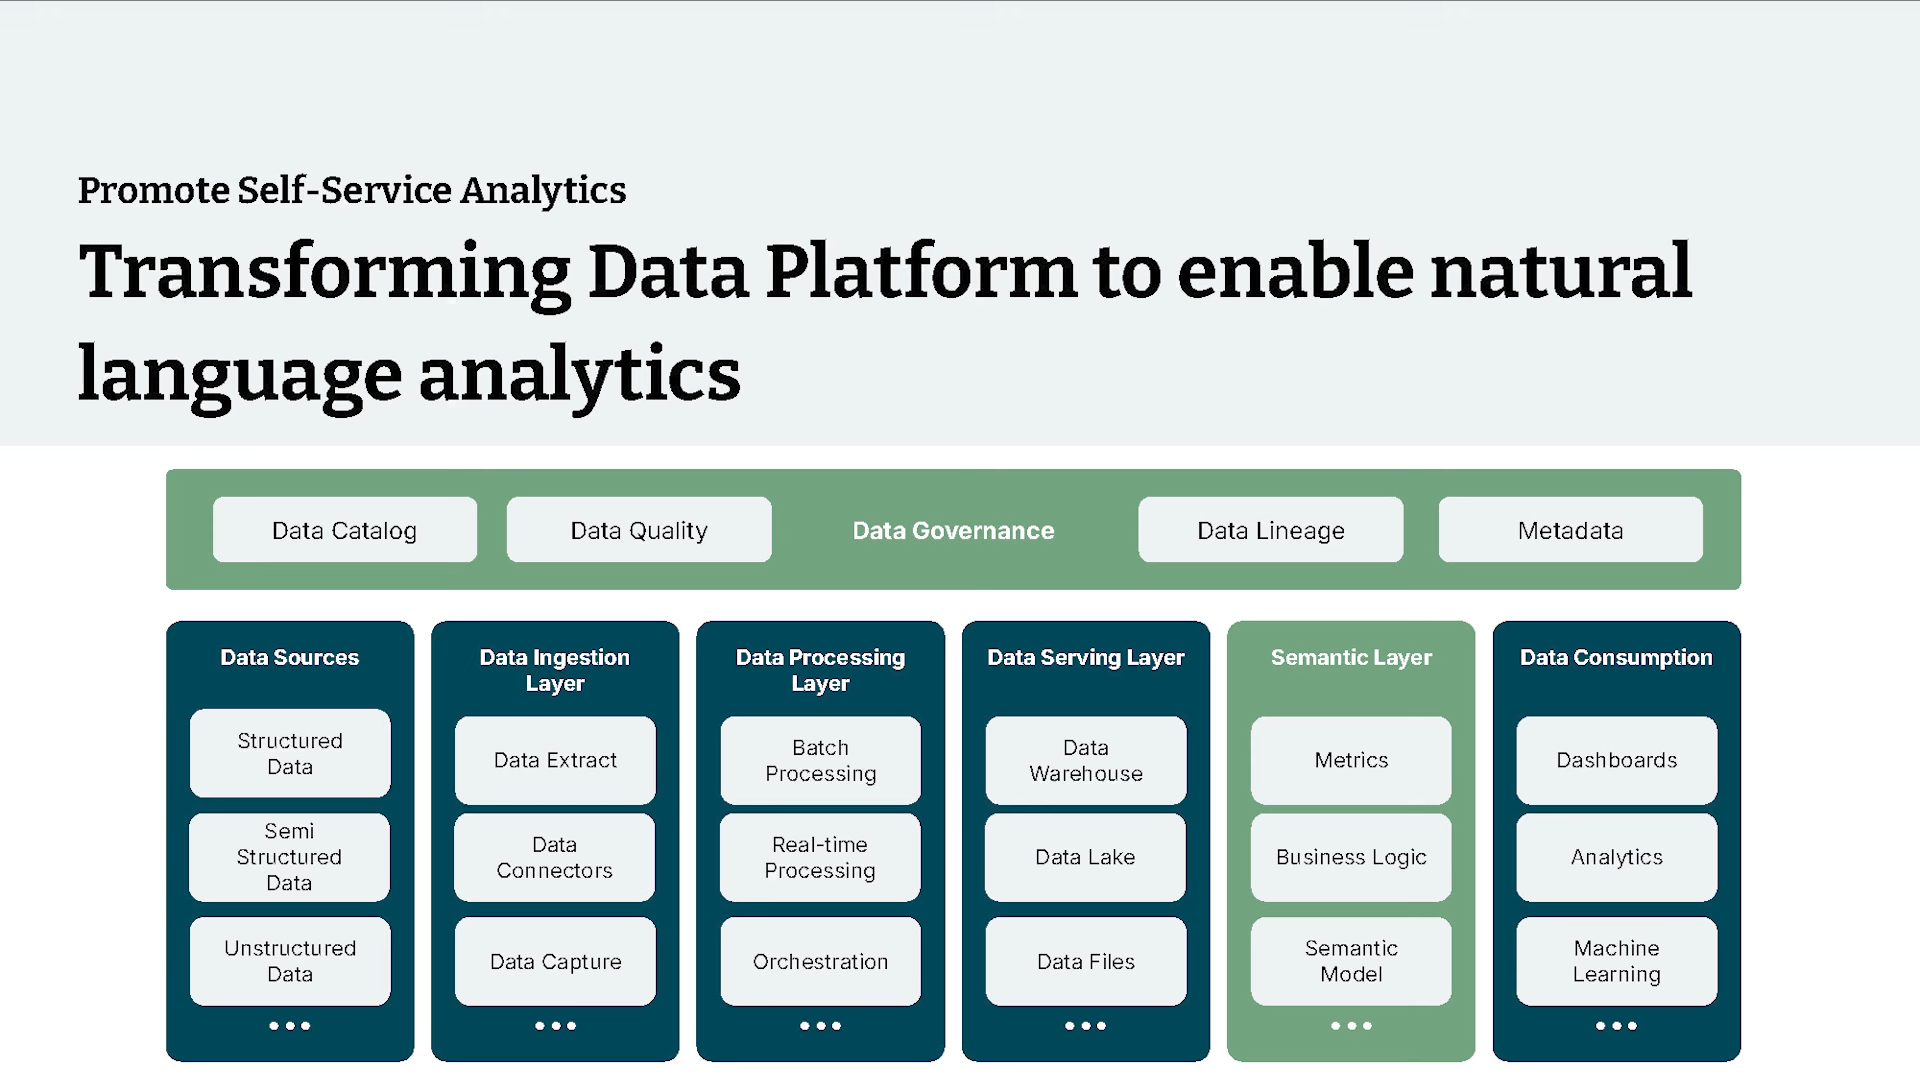 Promote Self-Service Analytics
Transforming Data Platform to enable natural
language analytics
Data Catalog
Data Quality
Data Governance
Data Lineage
Metadata
Data Sources
Structured
Data
Semi
Structured
Data
Unstructured
Data
Data Ingestion
Layer
Data Extract
Data
Connectors
Data Capture
Data Processing
Layer
Batch
Processing
Real-time
Processing
Orchestration
Data Serving Layer
Data
Warehouse
Data Lake
Data Files
Semantic Layer
Metrics
Business Logic
Semantic
Model
Data Consumption
Dashboards
Analytics
Machine
Learning